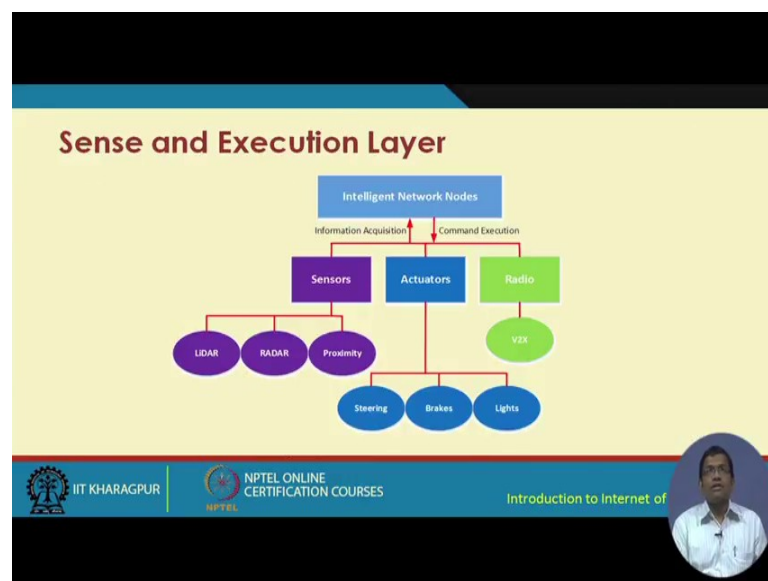 Sense and Execution Layer
Intelligent Network Nodes
Information Acquisition
Command Execution
Sensors
Actuators
Radio
LiDAR
RADAR
Proximity
V2X
Steering
Brakes
Lights
IIT KHARAGPUR
NPTEL
NPTEL ONLINE
CERTIFICATION COURSES
Introduction to Internet of